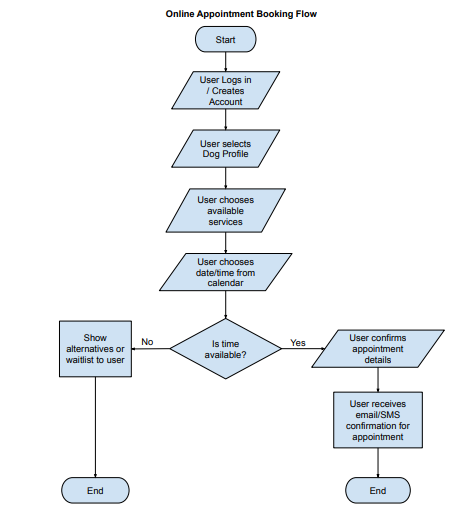 Online Appointment Booking Flow
Start
User Logs in
/ Creates
Account
User selects
Dog Profile
User chooses
available
services
User chooses
date/time from
calendar
Is time
available?
No
Yes
Show
alternatives or
waitlist to user
User confirms
appointment
details
User receives
email/SMS
confirmation for
appointment
End
End